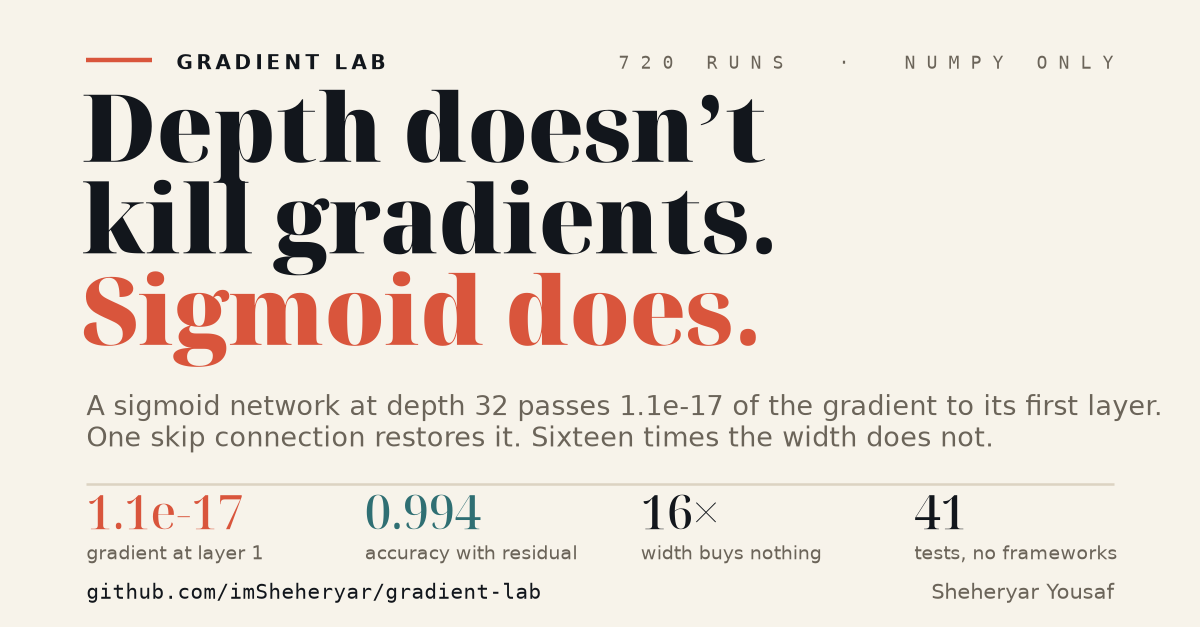 GRADIENT LAB
720 RUNS · NUMPY ONLY
Depth doesn’t
kill gradients.
Sigmoid does.
A sigmoid network at depth 32 passes 1.1e-17 of the gradient to its first layer.
One skip connection restores it. Sixteen times the width does not.
1.1e-17
gradient at layer 1
0.994
accuracy with residual
16×
width buys nothing
41
tests, no frameworks
github.com/imSheheryar/gradient-lab
Sheheryar Yousaf